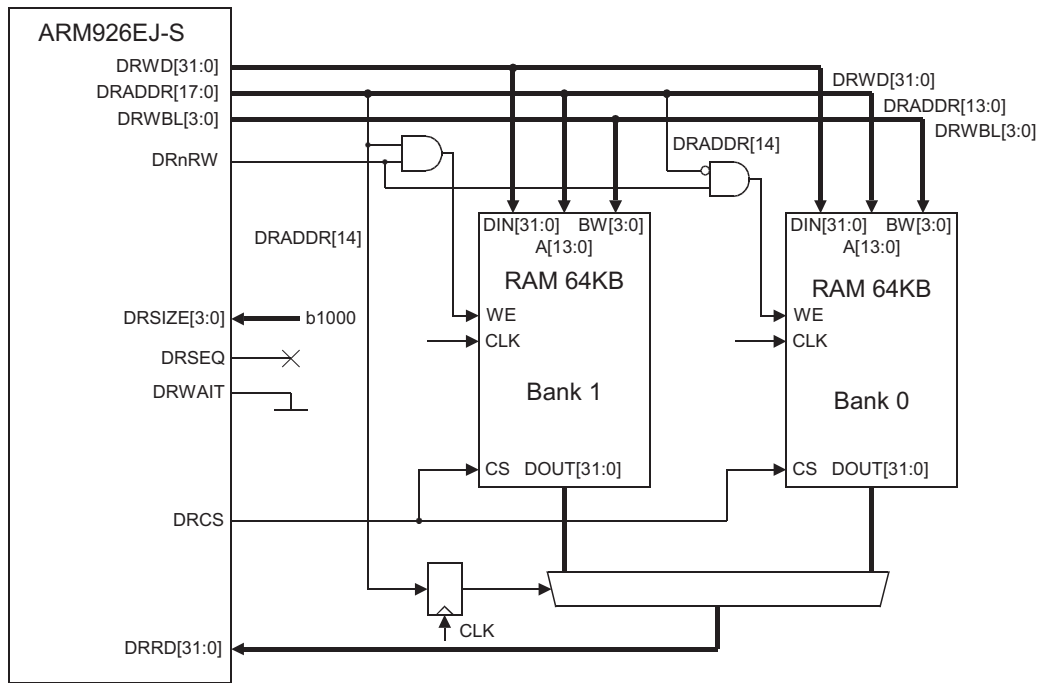 ARM926EJ-S
DRWD[31:0]
DRADDR[17:0]
DRWBL[3:0]
DRnRW
DRWD[31:0]
DRADDR[13:0]
DRWBL[3:0]
DRADDR[14]
DRADDR[14]
DIN[31:0] BW[3:0]
A[13:0]
RAM 64KB
WE
CLK
Bank 1
CS DOUT[31:0]
DIN[31:0] BW[3:0]
A[13:0]
RAM 64KB
WE
CLK
Bank 0
CS DOUT[31:0]
DRSIZE[3:0]
b1000
DRSEQ
DRWAIT
DRCS
CLK
DRRD[31:0]